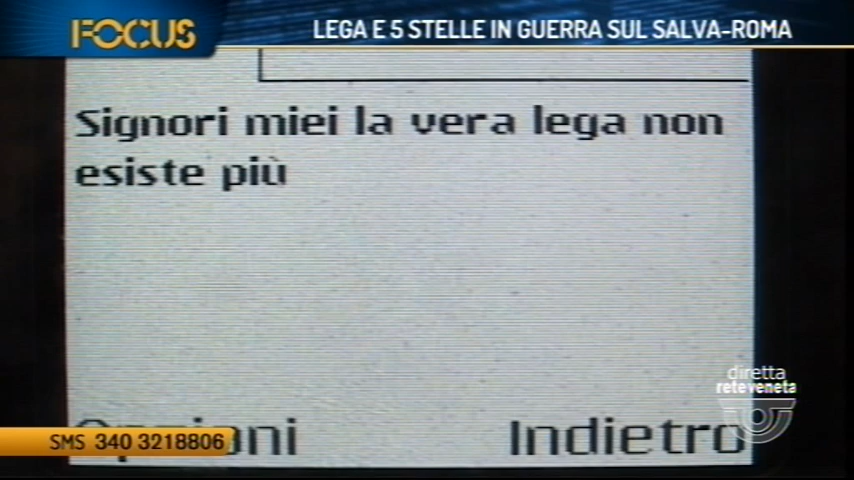 FOCUS
LEGA E 5 STELLE IN GUERRA SUL SALVA-ROMA
Signori miei la vera lega non
esiste più
diretta
reteveneta
SMS 340 3218806
Indietro